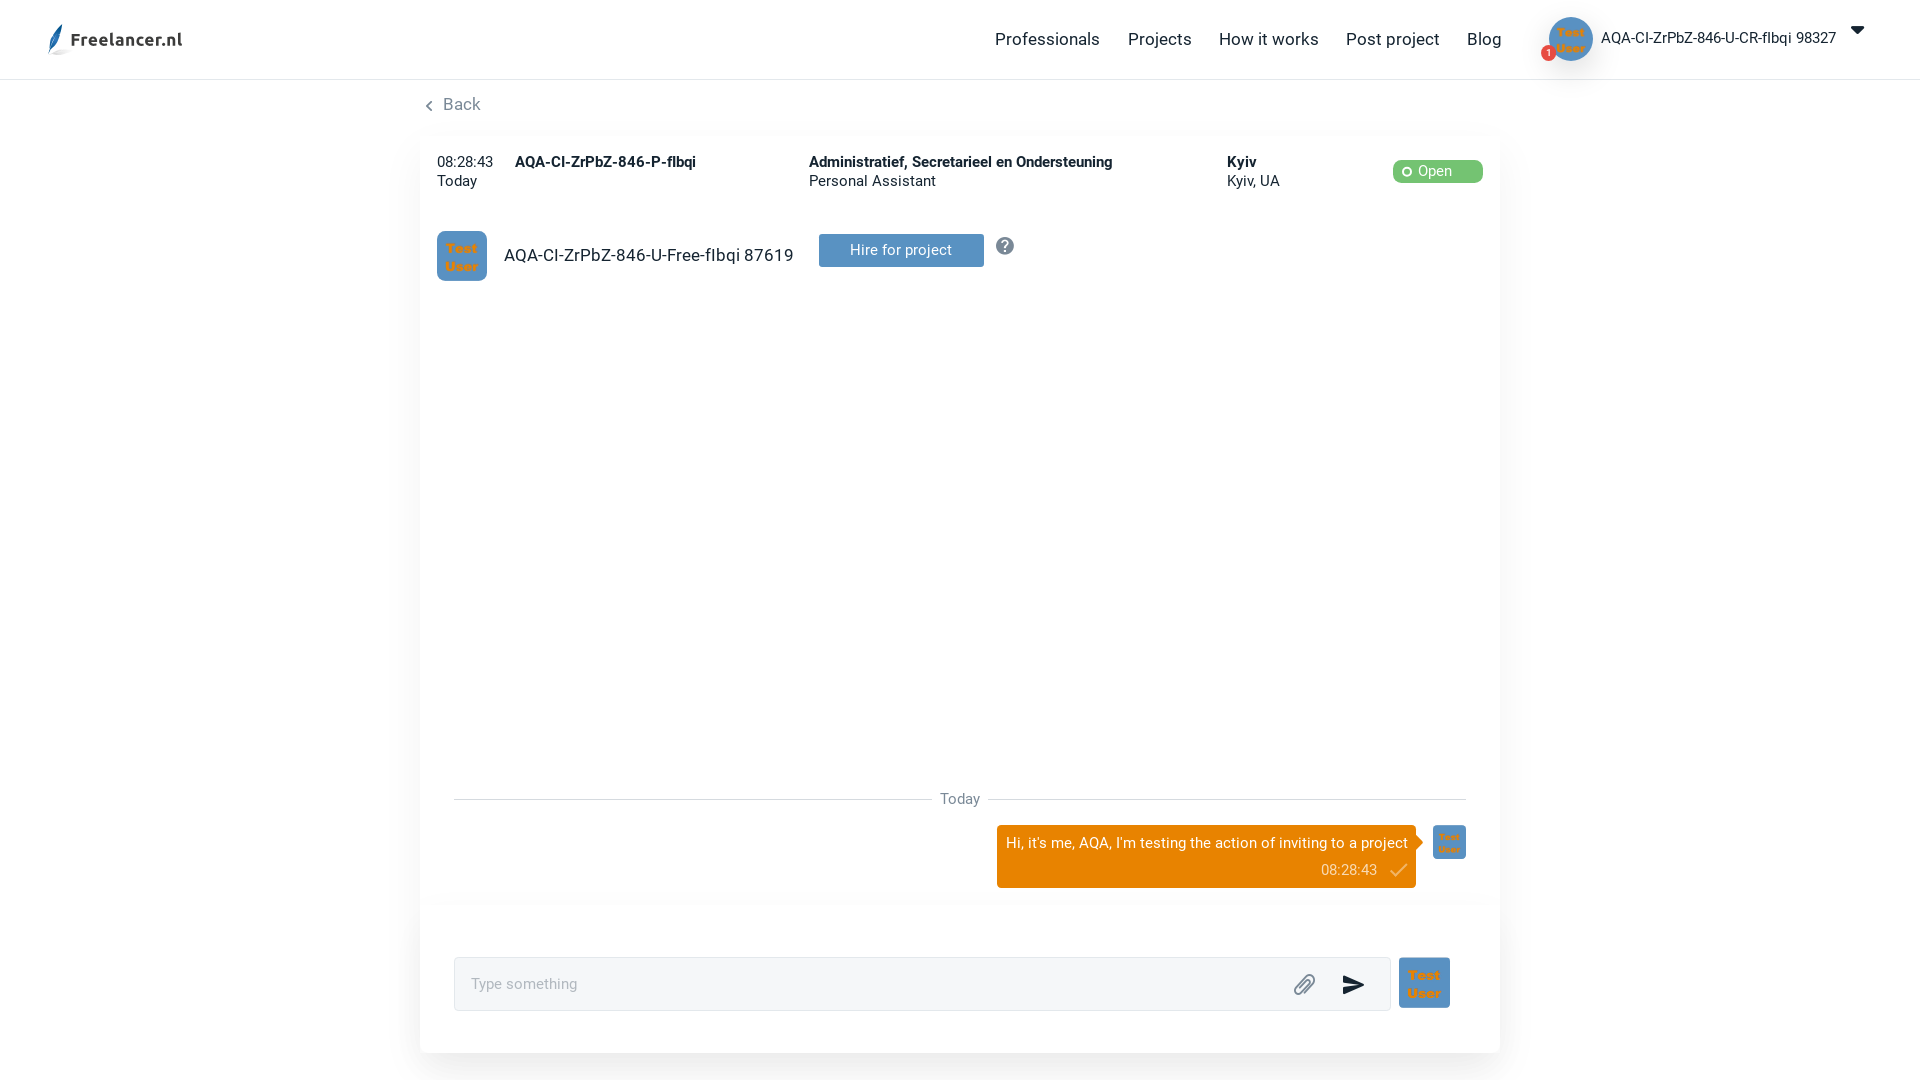 Freelancer.nl
Professionals
Projects
How it works
Post project
Blog
Test
User
1
AQA-CI-ZrPbZ-846-U-CR-fIbqi 98327
Back
08:28:43
Today
AQA-CI-ZrPbZ-846-P-fIbqi
Administratief, Secretarieel en Ondersteuning
Personal Assistant
Kyiv
Kyiv, UA
Open
Test
User
AQA-CI-ZrPbZ-846-U-Free-fIbqi 87619
Hire for project
Today
Hi, it's me, AQA, I'm testing the action of inviting to a project
08:28:43
Test
User
Type something
Test
User